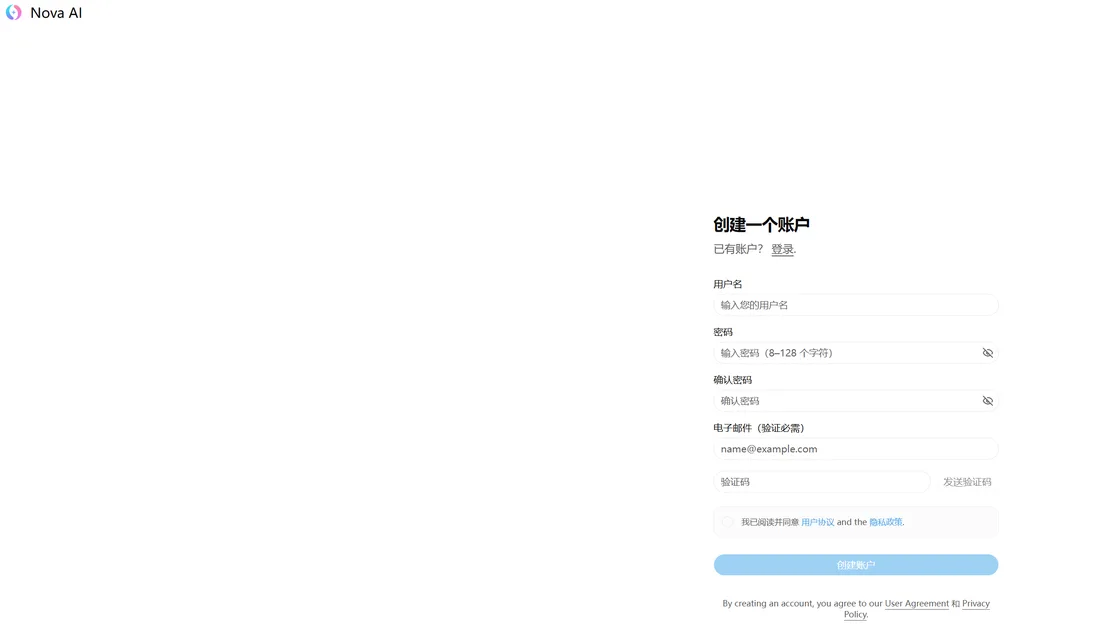 Nova AI
创建一个账户
已有账户? 登录.
用户名
输入您的用户名
密码
输入密码（8–128 个字符）
确认密码
确认密码
电子邮件（验证必需）
name@example.com
验证码 发送验证码
我已阅读并同意 用户协议 and the 隐私政策.
创建账户
By creating an account, you agree to our User Agreement 和 Privacy
Policy.